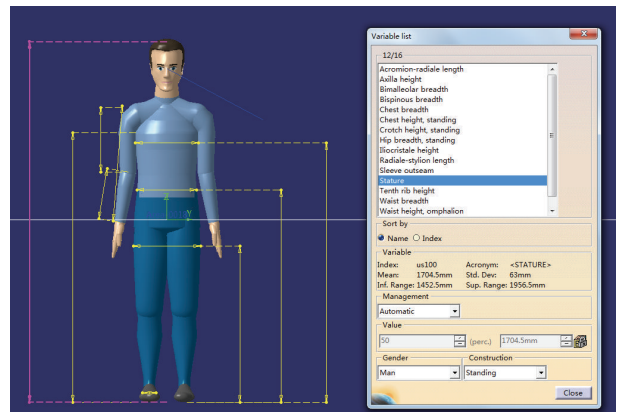 Variable list
12/16
Acromion-radiale length
Axilla height
Bimalleolar breadth
Bispinous breadth
Chest breadth
Chest height, standing
Crotch height, standing
Hip breadth, standing
Iliocristale height
Radiale-stylion length
Sleeve outseam
Stature
Tenth rib height
Waist breadth
Waist height, omphalion
Sort by
Name Index
Variable
Index: us100 Acronym: <STATURE>
Mean: 1704.5mm Std. Dev: 63mm
Inf. Range: 1452.5mm Sup. Range: 1956.5mm
Management
Automatic
Value
50 (perc.) 1704.5mm
Gender Construction
Man Standing
Close
Y